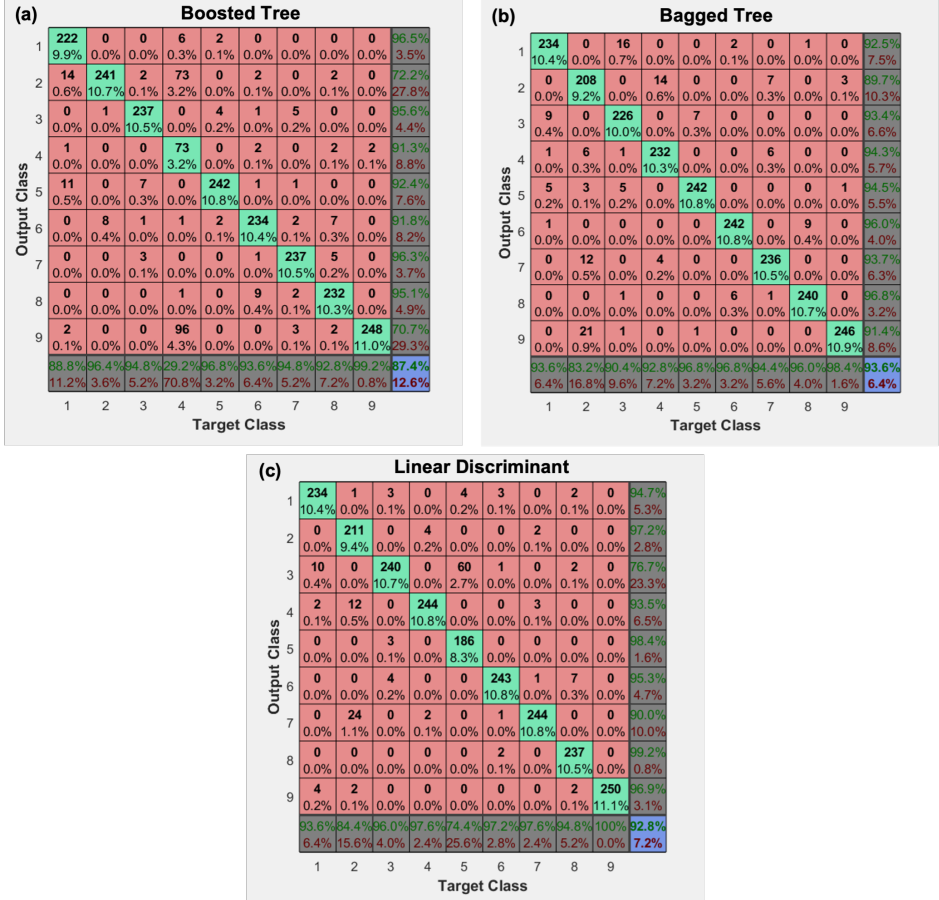 (a)
Boosted Tree
1
222 0 0 6 2 0 0 0 0 96.5%
9.9% 0.0% 0.0% 0.3% 0.1% 0.0% 0.0% 0.0% 0.0% 3.5%
2
14 241 2 73 0 2 0 2 0 72.2%
0.6% 10.7% 0.1% 3.2% 0.0% 0.1% 0.0% 0.1% 0.0% 27.8%
3
0 1 237 0 4 1 5 0 0 95.6%
0.0% 0.0% 10.5% 0.0% 0.2% 0.0% 0.2% 0.0% 0.0% 4.4%
4
1 0 0 73 0 2 0 2 2 91.3%
0.0% 0.0% 0.0% 3.2% 0.0% 0.1% 0.0% 0.1% 0.1% 8.8%
5
11 0 7 0 242 1 1 0 0 92.4%
0.5% 0.0% 0.3% 0.0% 10.8% 0.0% 0.0% 0.0% 0.0% 7.6%
6
0 8 1 1 2 234 2 7 0 91.8%
0.0% 0.4% 0.0% 0.0% 0.1% 10.4% 0.1% 0.3% 0.0% 8.2%
7
0 0 3 0 0 1 237 5 0 96.3%
0.0% 0.0% 0.1% 0.0% 0.0% 0.0% 10.5% 0.2% 0.0% 3.7%
8
0 0 0 1 0 9 2 232 0 95.1%
0.0% 0.0% 0.0% 0.0% 0.0% 0.4% 0.1% 10.3% 0.0% 4.9%
9
2 0 0 96 0 0 3 2 248 70.7%
0.1% 0.0% 0.0% 4.3% 0.0% 0.0% 0.1% 0.1% 11.0% 29.3%
88.8% 96.4% 94.8% 29.2% 96.8% 93.6% 94.8% 92.8% 99.2% 87.4%
11.2% 3.6% 5.2% 70.8% 3.2% 6.4% 5.2% 7.2% 0.8% 12.6%
1 2 3 4 5 6 7 8 9
Target Class
Output Class
(b)
Bagged Tree
1
234 0 16 0 0 2 0 1 0 92.5%
10.4% 0.0% 0.7% 0.0% 0.0% 0.1% 0.0% 0.0% 0.0% 7.5%
2
0 208 0 14 0 0 7 0 3 89.7%
0.0% 9.2% 0.0% 0.6% 0.0% 0.0% 0.3% 0.0% 0.1% 10.3%
3
9 0 226 0 7 0 0 0 0 93.4%
0.4% 0.0% 10.0% 0.0% 0.3% 0.0% 0.0% 0.0% 0.0% 6.6%
4
1 6 1 232 0 0 6 0 0 94.3%
0.0% 0.3% 0.0% 10.3% 0.0% 0.0% 0.3% 0.0% 0.0% 5.7%
5
5 3 5 0 242 0 0 0 1 94.5%
0.2% 0.1% 0.2% 0.0% 10.8% 0.0% 0.0% 0.0% 0.0% 5.5%
6
1 0 0 0 0 242 0 9 0 96.0%
0.0% 0.0% 0.0% 0.0% 0.0% 10.8% 0.0% 0.4% 0.0% 4.0%
7
0 12 0 4 0 0 236 0 0 93.7%
0.0% 0.5% 0.0% 0.2% 0.0% 0.0% 10.5% 0.0% 0.0% 6.3%
8
0 0 1 0 0 6 1 240 0 96.8%
0.0% 0.0% 0.0% 0.0% 0.0% 0.3% 0.0% 10.7% 0.0% 3.2%
9
0 21 1 0 1 0 0 0 246 91.4%
0.0% 0.9% 0.0% 0.0% 0.0% 0.0% 0.0% 0.0% 10.9% 8.6%
93.6% 83.2% 90.4% 92.8% 96.8% 96.8% 94.4% 96.0% 98.4% 93.6%
6.4% 16.8% 9.6% 7.2% 3.2% 3.2% 5.6% 4.0% 1.6% 6.4%
1 2 3 4 5 6 7 8 9
Target Class
Output Class
(c)
Linear Discriminant
1
234 1 3 0 4 3 0 2 0 94.7%
10.4% 0.0% 0.1% 0.0% 0.2% 0.1% 0.0% 0.1% 0.0% 5.3%
2
0 211 0 4 0 0 2 0 0 97.2%
0.0% 9.4% 0.0% 0.2% 0.0% 0.0% 0.1% 0.0% 0.0% 2.8%
3
10 0 240 0 60 1 0 2 0 76.7%
0.4% 0.0% 10.7% 0.0% 2.7% 0.0% 0.0% 0.1% 0.0% 23.3%
4
2 12 0 244 0 0 3 0 0 93.5%
0.1% 0.5% 0.0% 10.8% 0.0% 0.0% 0.1% 0.0% 0.0% 6.5%
5
0 0 3 0 186 0 0 0 0 98.4%
0.0% 0.0% 0.1% 0.0% 8.3% 0.0% 0.0% 0.0% 0.0% 1.6%
6
0 0 4 0 0 243 1 7 0 95.3%
0.0% 0.0% 0.2% 0.0% 0.0% 10.8% 0.0% 0.3% 0.0% 4.7%
7
0 24 0 2 0 1 244 0 0 90.0%
0.0% 1.1% 0.0% 0.1% 0.0% 0.0% 10.8% 0.0% 0.0% 10.0%
8
0 0 0 0 0 2 0 237 0 99.2%
0.0% 0.0% 0.0% 0.0% 0.0% 0.1% 0.0% 10.5% 0.0% 0.8%
9
4 2 0 0 0 0 0 2 250 96.9%
0.2% 0.1% 0.0% 0.0% 0.0% 0.0% 0.0% 0.1% 11.1% 3.1%
93.6% 84.4% 96.0% 97.6% 74.4% 97.2% 97.6% 94.8% 100% 92.8%
6.4% 15.6% 4.0% 2.4% 25.6% 2.8% 2.4% 5.2% 0.0% 7.2%
1 2 3 4 5 6 7 8 9
Target Class
Output Class